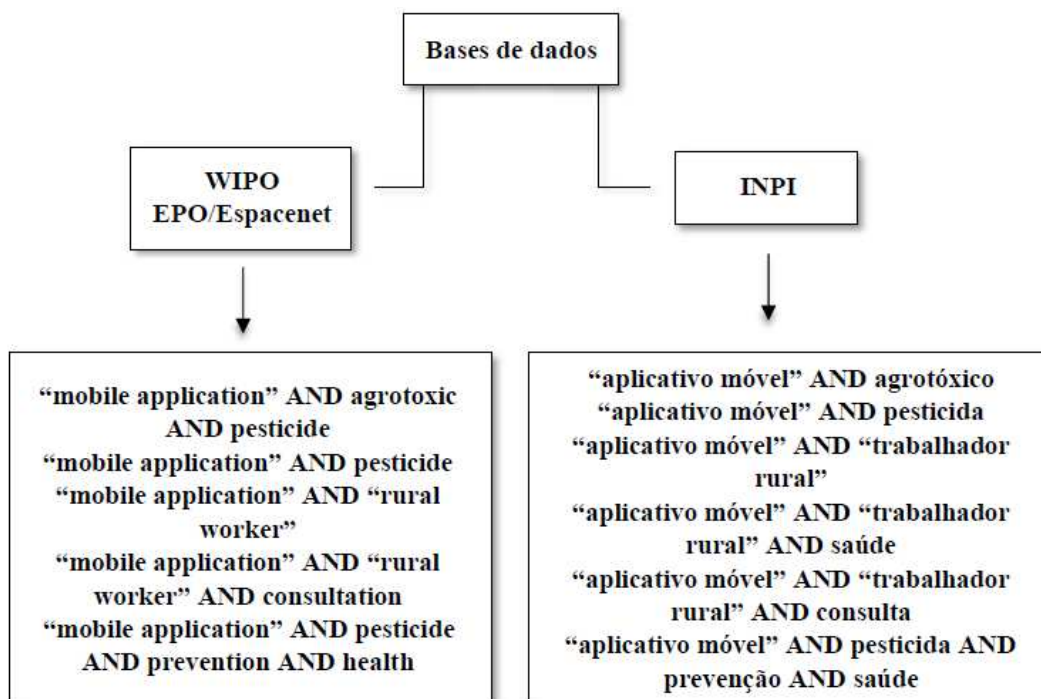 Bases de dados
WIPO
EPO/Espacenet
INPI
“mobile application” AND agrotoxic
AND pesticide
“mobile application” AND pesticide
“mobile application” AND “rural
worker”
“mobile application” AND “rural
worker” AND consultation
“mobile application” AND pesticide
AND prevention AND health
“aplicativo móvel” AND agrotóxico
“aplicativo móvel” AND pesticida
“aplicativo móvel” AND “trabalhador
rural”
“aplicativo móvel” AND “trabalhador
rural” AND saúde
“aplicativo móvel” AND “trabalhador
rural” AND consulta
“aplicativo móvel” AND pesticida AND
prevenção AND saúde